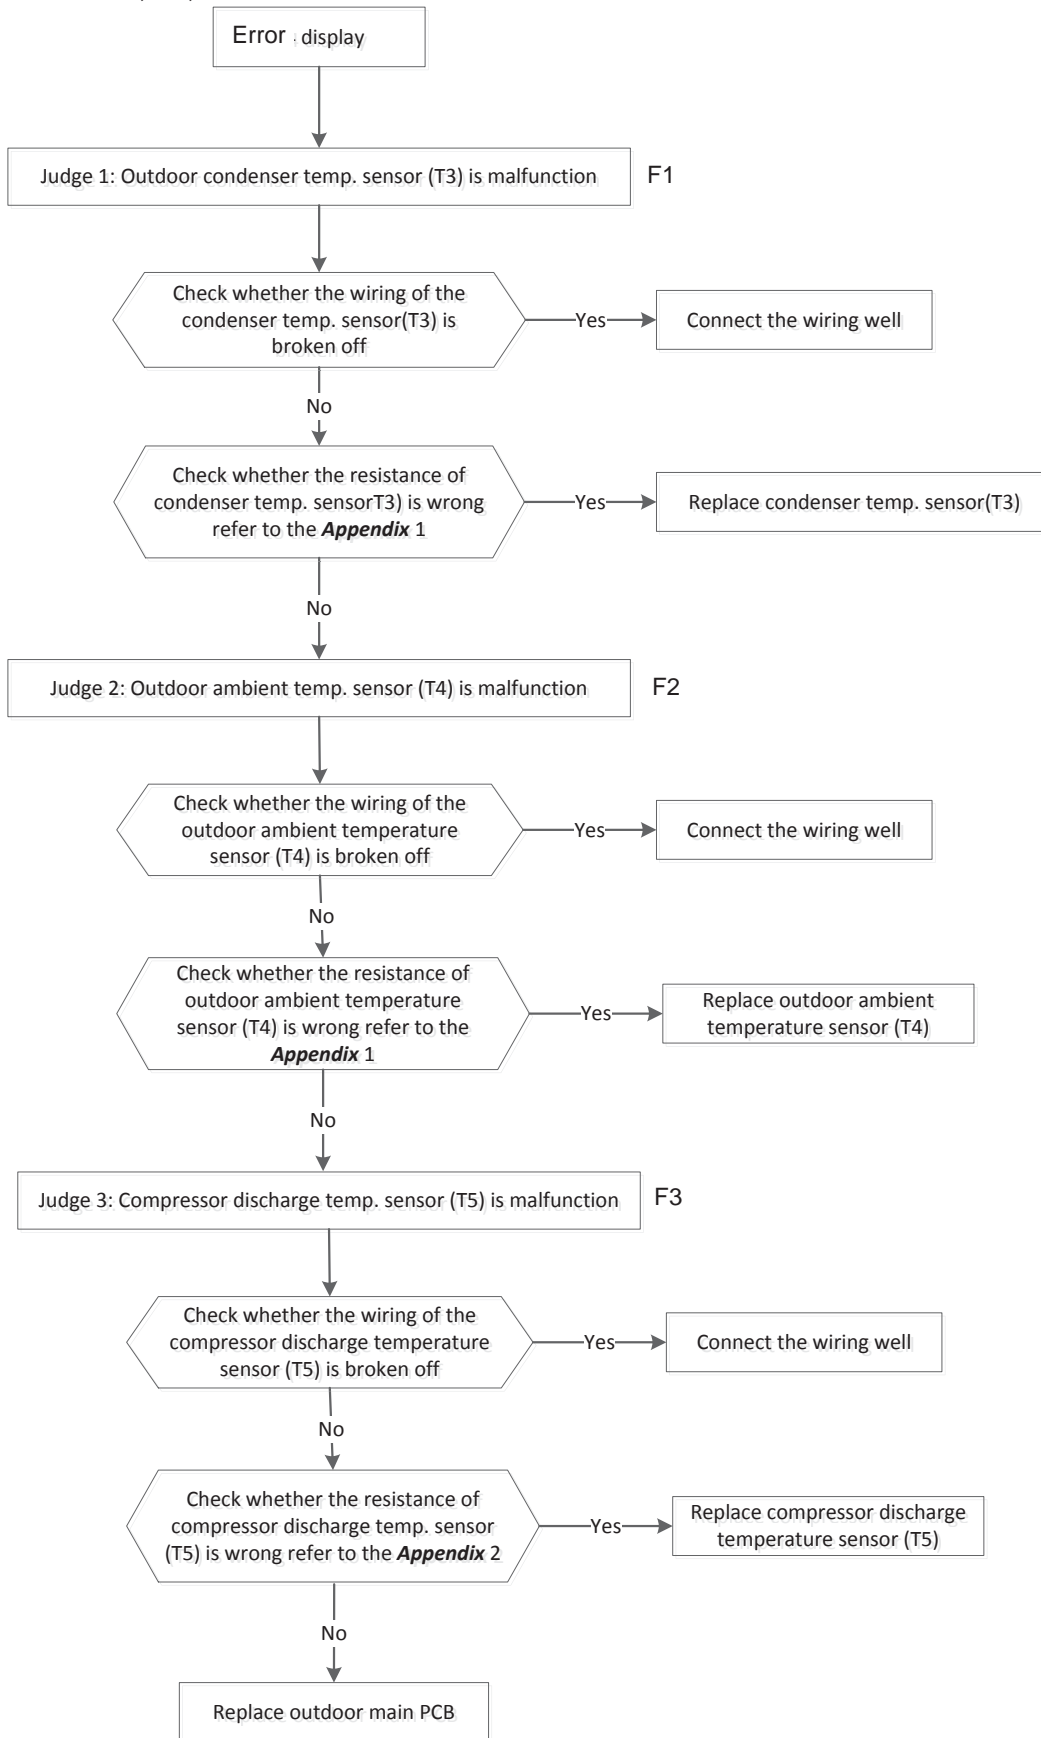 Error display
Judge 1: Outdoor condenser temp. sensor (T3) is malfunction
F1
Check whether the wiring of the
condenser temp. sensor(T3) is
broken off
Yes
Connect the wiring well
No
Check whether the resistance of
condenser temp. sensorT3) is wrong
refer to the Appendix 1
Yes
Replace condenser temp. sensor(T3)
No
Judge 2: Outdoor ambient temp. sensor (T4) is malfunction
F2
Check whether the wiring of the
outdoor ambient temperature
sensor (T4) is broken off
Yes
Connect the wiring well
No
Check whether the resistance of
outdoor ambient temperature
sensor (T4) is wrong refer to the
Appendix 1
Yes
Replace outdoor ambient
temperature sensor (T4)
No
Judge 3: Compressor discharge temp. sensor (T5) is malfunction
F3
Check whether the wiring of the
compressor discharge temperature
sensor (T5) is broken off
Yes
Connect the wiring well
No
Check whether the resistance of
compressor discharge temp. sensor
(T5) is wrong refer to the Appendix 2
Yes
Replace compressor discharge
temperature sensor (T5)
No
Replace outdoor main PCB